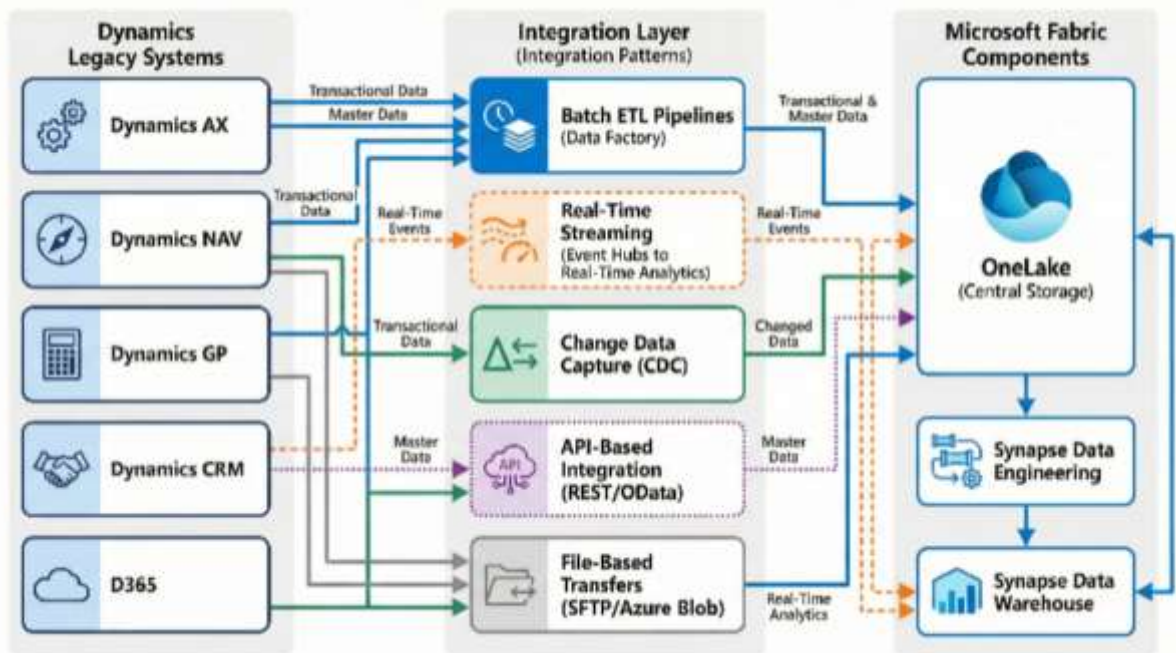 Dynamics
Legacy Systems
Integration Layer
(Integration Patterns)
Microsoft Fabric
Components
Dynamics AX
Transactional Data
Master Data
Batch ETL Pipelines
(Data Factory)
Transactional &
Master Data
OneLake
(Central Storage)
Dynamics NAV
Transactional
Data
Real-Time
Events
Real-Time
Streaming
(Event Hubs to
Real-Time Analytics)
Real-Time
Events
Dynamics GP
Transactional
Data
Change Data
Capture (CDC)
Changed
Data
Dynamics CRM
Master
Data
API
API-Based
Integration
(REST/OData)
Master
Data
Synapse Data
Engineering
D365
File-Based
Transfers
(SFTP/Azure Blob)
Real-Time
Analytics
Synapse Data
Warehouse